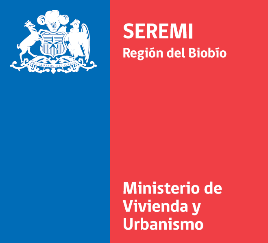 SEREMI
Región del Biobío
Ministerio de
Vivienda y
Urbanismo